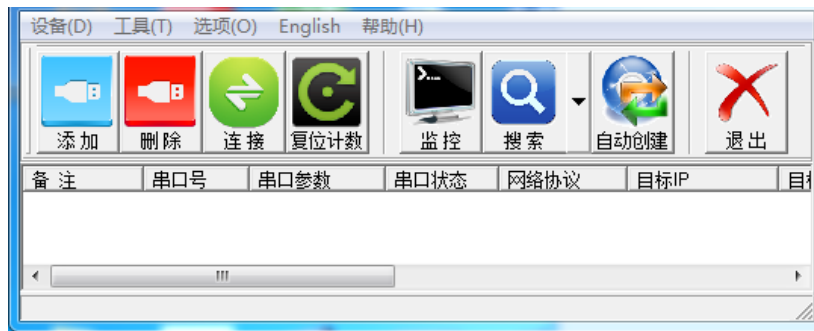 设备(D) 工具(T) 选项(O) English 帮助(H)
添加 删除 连接 复位计数 监控 搜索 自动创建 退出
备注 串口号 串口参数 串口状态 网络协议 目标IP